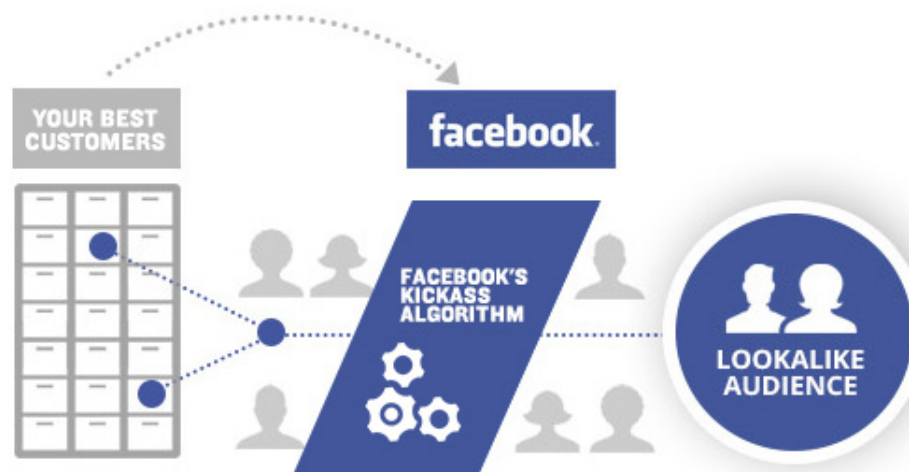 YOUR BEST
CUSTOMERS
facebook.
FACEBOOK'S
KICKASS
ALGORITHM
LOOKALIKE
AUDIENCE